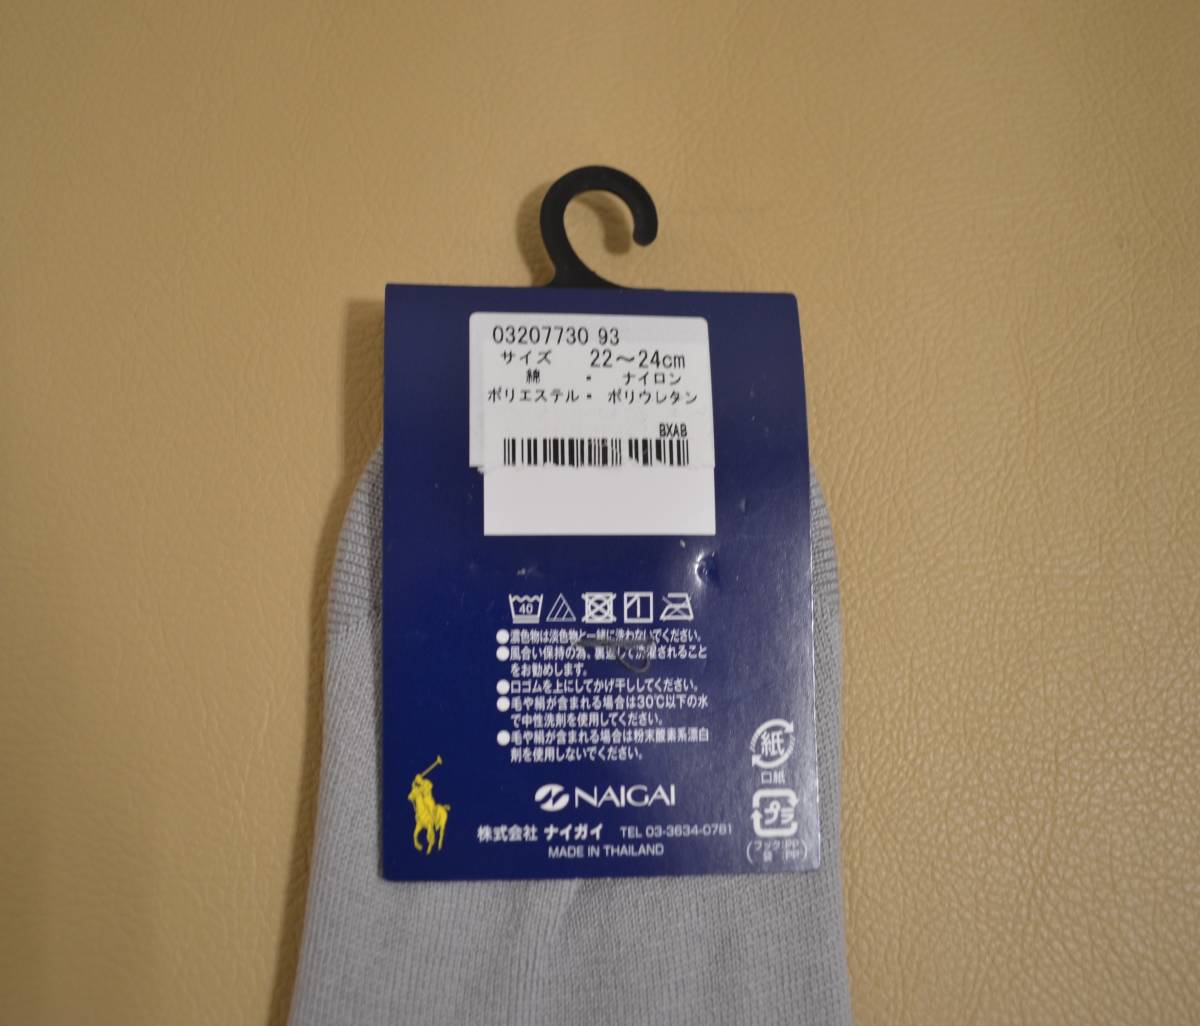 03207730 93
サイズ 22～24cm
綿 ・ ナイロン
ポリエステル・ ポリウレタン
BXAB
40
●濃色物は淡色物と一緒に洗わないでください。
●風合い保持の為、裏返して洗濯されること
をお勧めします。
●口ゴムを上にしてかげ干ししてください。
●毛や絹が含まれる場合は30℃以下の水
で中性洗剤を使用してください。
●毛や絹が含まれる場合は粉末酸素系漂白
剤を使用しないでください。
紙
口紙
プラ
フック:PP
袋:PP
NAIGAI
株式会社 ナイガイ TEL 03-3634-0781
MADE IN THAILAND